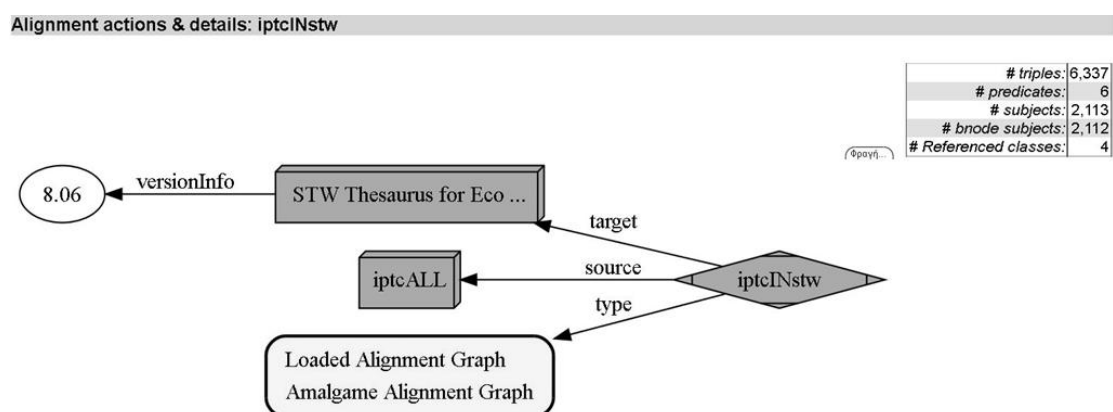 Alignment actions & details: iptcINstw
# triples: 6,337
# predicates: 6
# subjects: 2,113
# bnode subjects: 2,112
# Referenced classes: 4
Φραγή...
8.06
versionInfo
STW Thesaurus for Eco ...
target
iptcALL
source
iptcINstw
type
Loaded Alignment Graph
Amalgame Alignment Graph